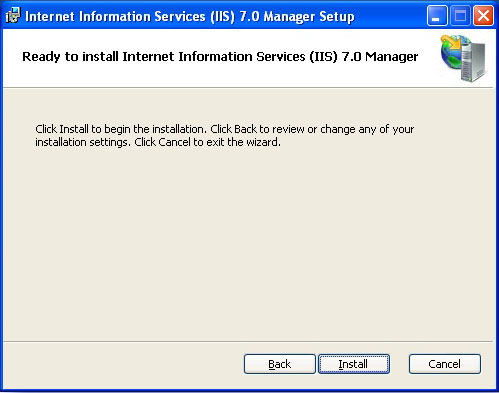 Internet Information Services (IIS) 7.0 Manager Setup
Ready to install Internet Information Services (IIS) 7.0 Manager
Click Install to begin the installation. Click Back to review or change any of your
installation settings. Click Cancel to exit the wizard.
Back Install Cancel